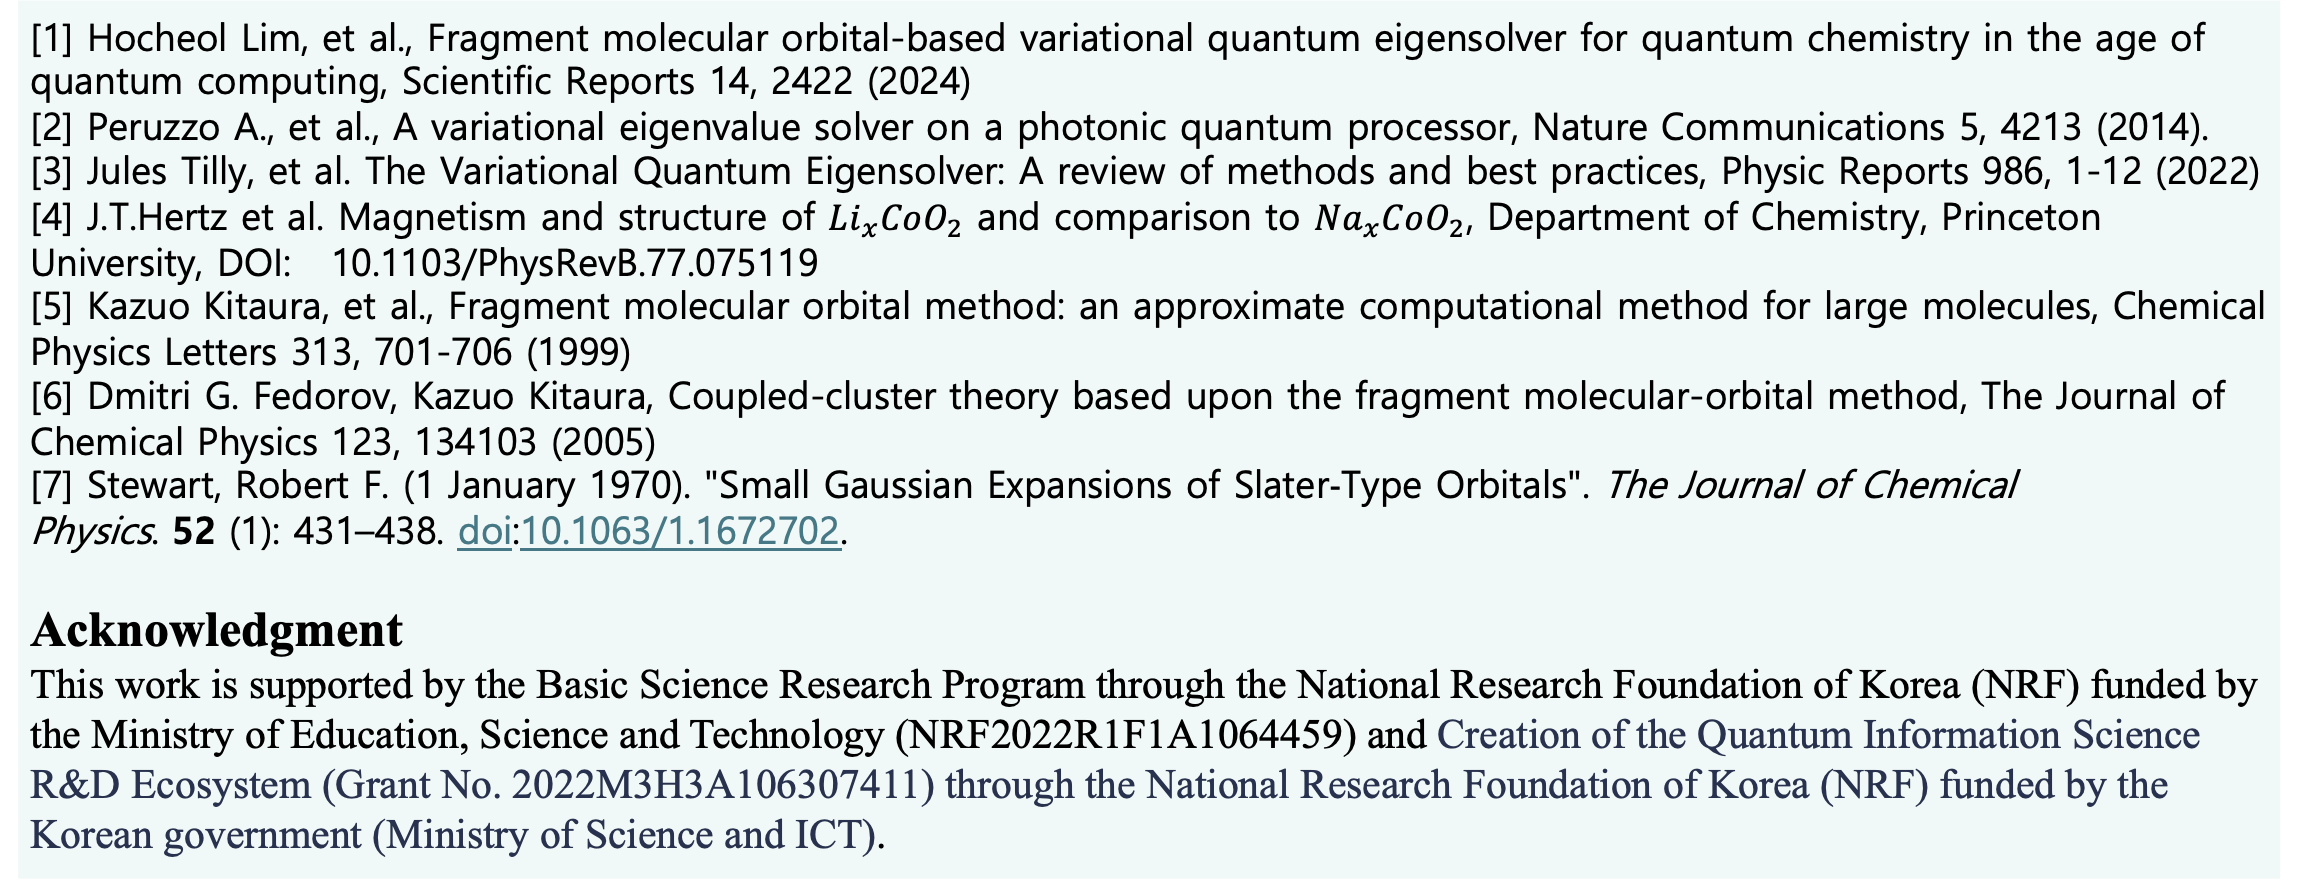 [1] Hocheol Lim, et al., Fragment molecular orbital-based variational quantum eigensolver for quantum chemistry in the age of
quantum computing, Scientific Reports 14, 2422 (2024)
[2] Peruzzo A., et al., A variational eigenvalue solver on a photonic quantum processor, Nature Communications 5, 4213 (2014).
[3] Jules Tilly, et al. The Variational Quantum Eigensolver: A review of methods and best practices, Physic Reports 986, 1-12 (2022)
[4] J.T.Hertz et al. Magnetism and structure of LiₓCoO₂ and comparison to NaₓCoO₂, Department of Chemistry, Princeton
University, DOI: 10.1103/PhysRevB.77.075119
[5] Kazuo Kitaura, et al., Fragment molecular orbital method: an approximate computational method for large molecules, Chemical
Physics Letters 313, 701-706 (1999)
[6] Dmitri G. Fedorov, Kazuo Kitaura, Coupled-cluster theory based upon the fragment molecular-orbital method, The Journal of
Chemical Physics 123, 134103 (2005)
[7] Stewart, Robert F. (1 January 1970). "Small Gaussian Expansions of Slater-Type Orbitals". The Journal of Chemical
Physics. 52 (1): 431–438. doi:10.1063/1.1672702.
Acknowledgment
This work is supported by the Basic Science Research Program through the National Research Foundation of Korea (NRF) funded by
the Ministry of Education, Science and Technology (NRF2022R1F1A1064459) and Creation of the Quantum Information Science
R&D Ecosystem (Grant No. 2022M3H3A106307411) through the National Research Foundation of Korea (NRF) funded by the
Korean government (Ministry of Science and ICT).